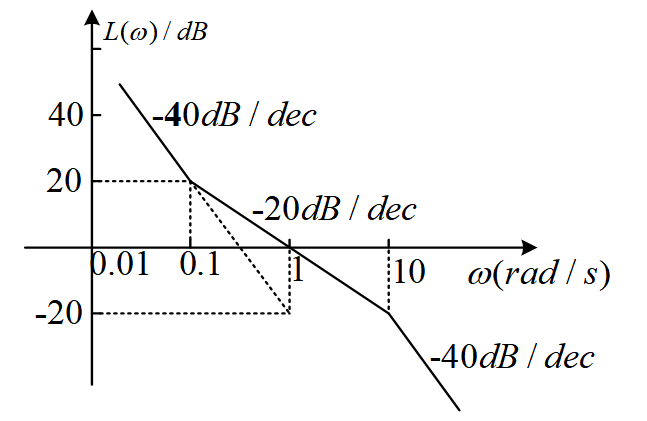 L(ω) / dB
40
-40dB / dec
20
-20dB / dec
0.01
0.1
1
10
ω(rad / s)
-20
-40dB / dec